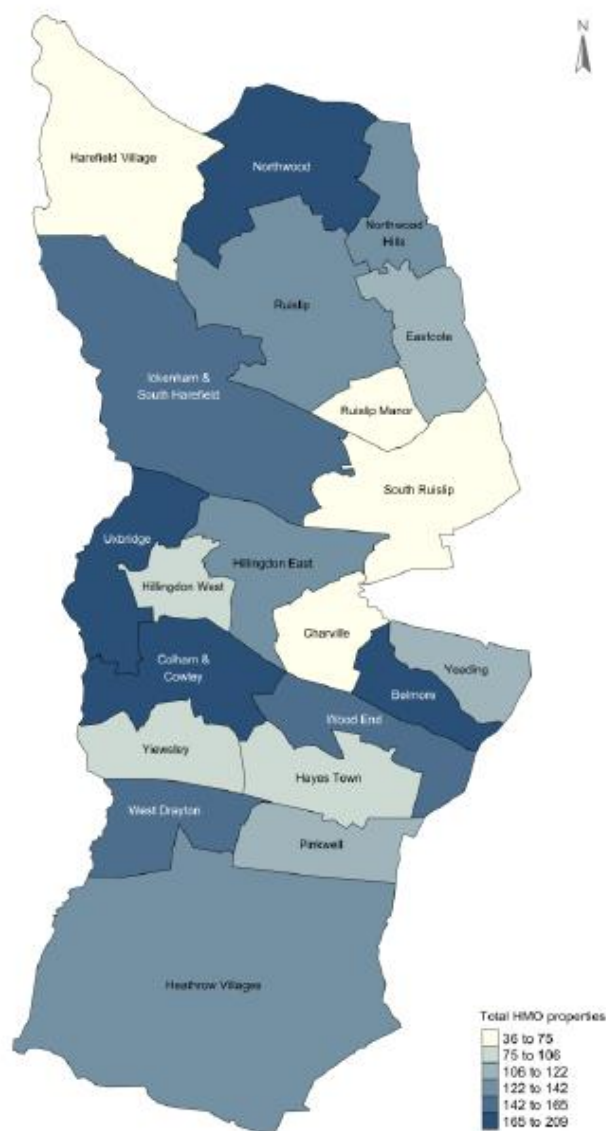 N
Harefield Village
Northwood
Northwood
Hills
Ruislip
Eastcote
Ickenham &
South Harefield
Ruislip Manor
South Ruislip
Uxbridge
Hillingdon East
Hillingdon West
Charville
Colham &
Cowley
Yeading
Belmore
Wood End
Yiewsley
Hayes Town
West Drayton
Pinkwell
Heathrow Villages
Total HMO properties
36 to 75
75 to 106
106 to 122
122 to 142
142 to 165
165 to 209